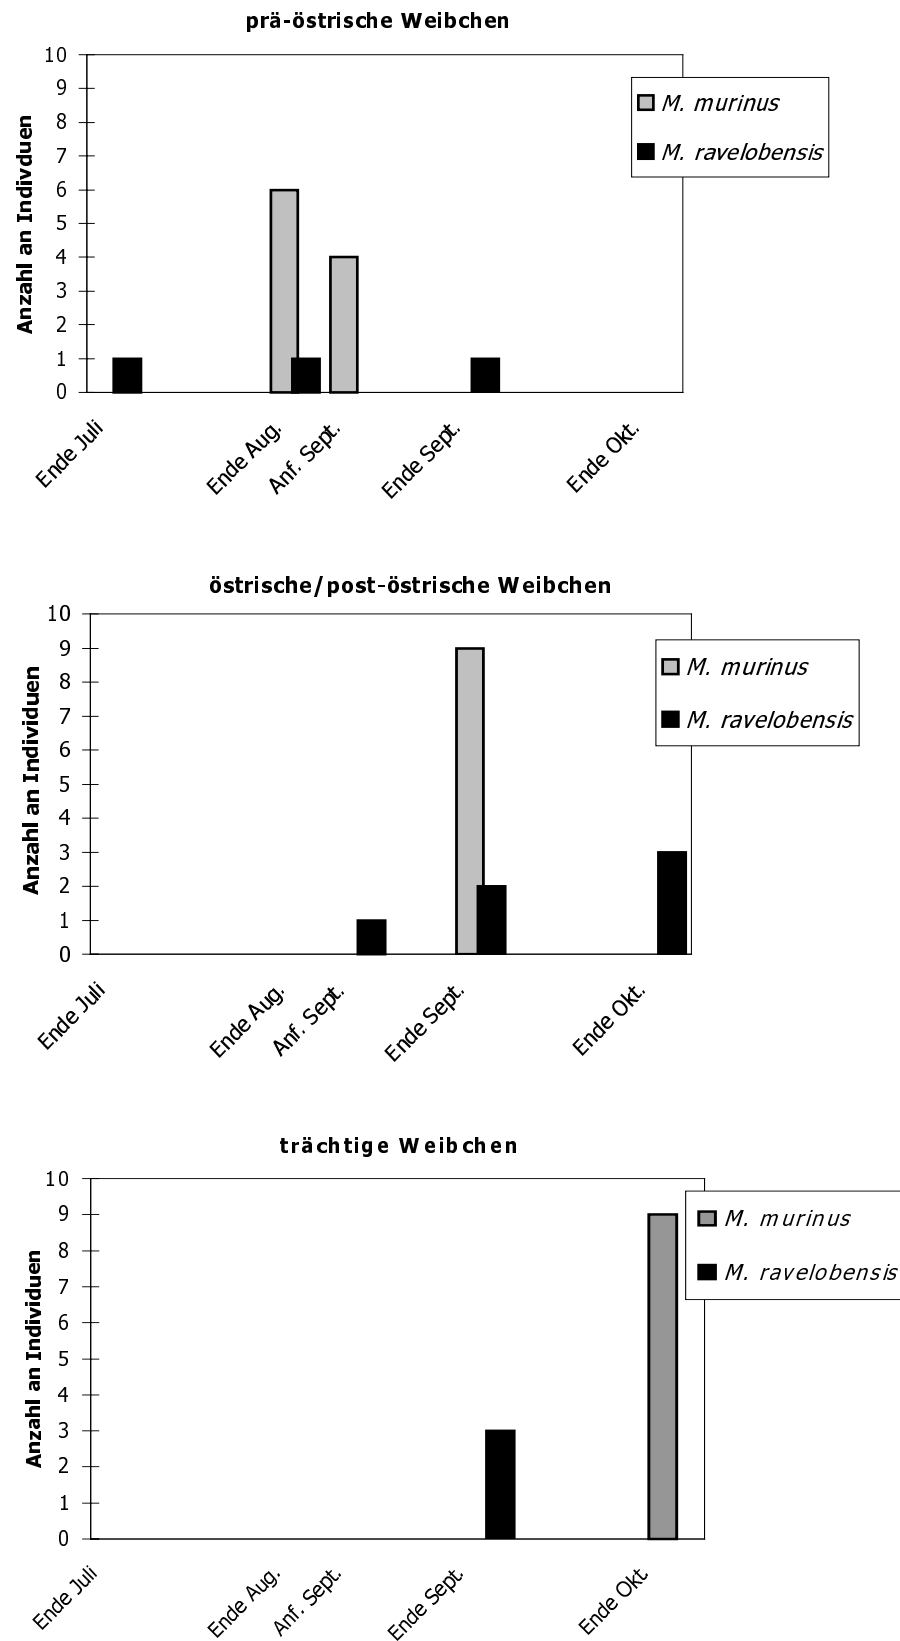 prä-östrische Weibchen
10
9
8
7
6
5
4
3
2
1
0
Anzahl an Indivduen
M. murinus
M. ravelobensis
Ende Juli
Ende Aug.
Anf. Sept.
Ende Sept.
Ende Okt.
östrische/post-östrische Weibchen
10
9
8
7
6
5
4
3
2
1
0
Anzahl an Individuen
M. murinus
M. ravelobensis
Ende Juli
Ende Aug.
Anf. Sept.
Ende Sept.
Ende Okt.
trächtige Weibchen
10
9
8
7
6
5
4
3
2
1
0
Anzahl an Individuen
M. murinus
M. ravelobensis
Ende Juli
Ende Aug.
Anf. Sept.
Ende Sept.
Ende Okt